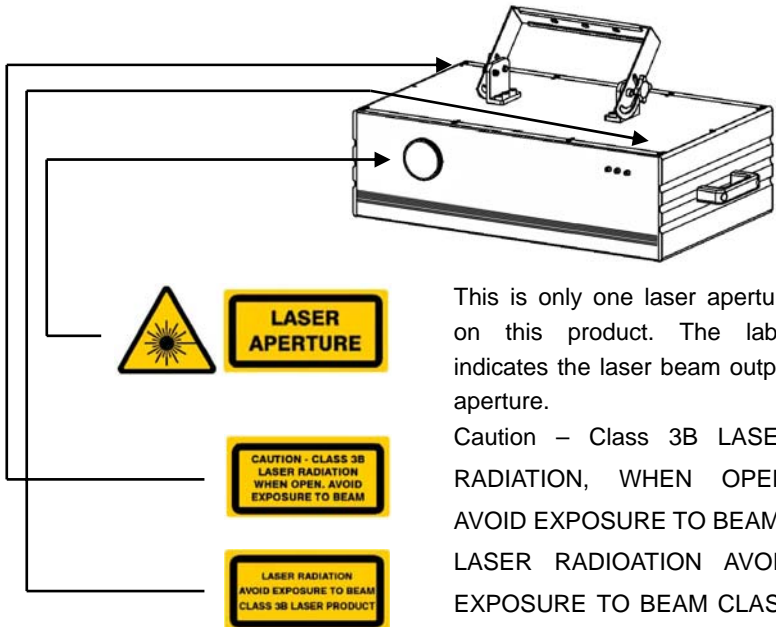 LASER
APERTURE
CAUTION - CLASS 3B
LASER RADIATION
WHEN OPEN. AVOID
EXPOSURE TO BEAM
LASER RADIATION
AVOID EXPOSURE TO BEAM
CLASS 3B LASER PRODUCT
This is only one laser apertu
on this product. The lab
indicates the laser beam outp
aperture.
Caution – Class 3B LASE
RADIATION, WHEN OPE
AVOID EXPOSURE TO BEAM
LASER RADIOATION AVOI
EXPOSURE TO BEAM CLAS